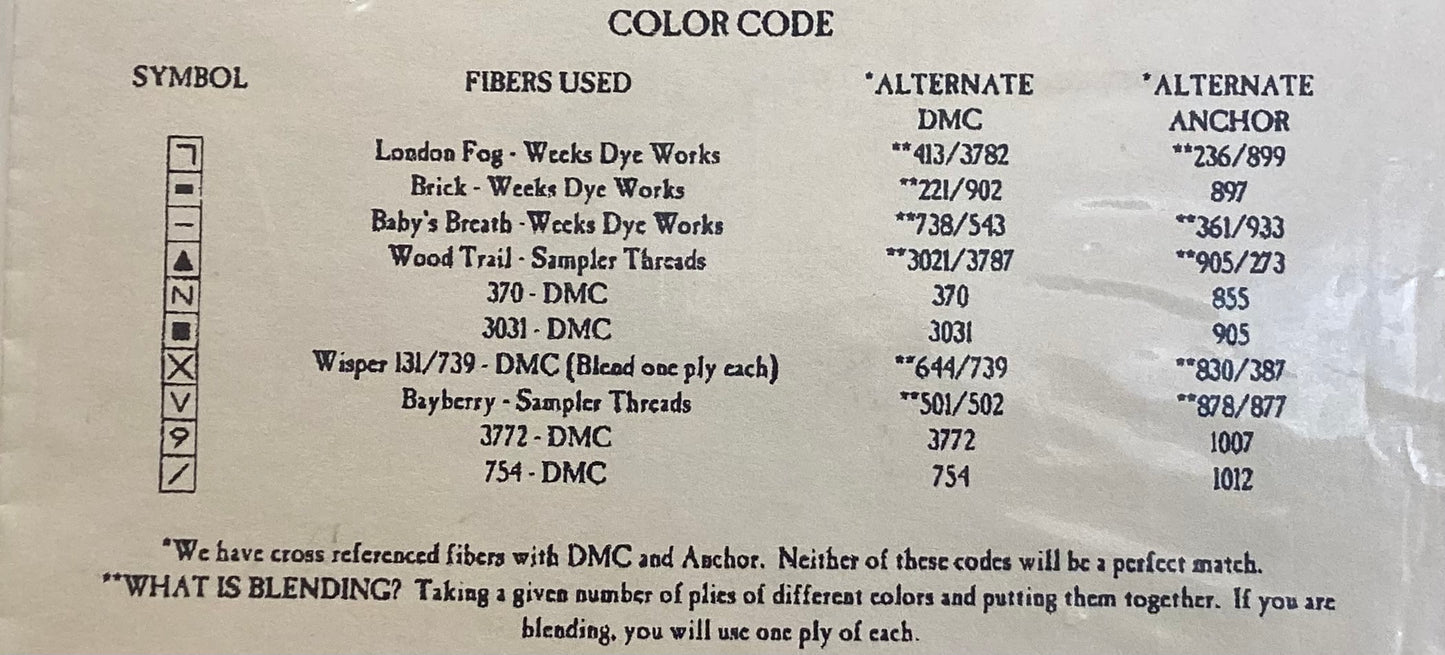 COLOR CODE
SYMBOL FIBERS USED *ALTERNATE DMC *ALTERNATE ANCHOR
London Fog - Weeks Dye Works **413/3782 **236/899
Brick - Weeks Dye Works **221/902 897
Baby's Breath -Weeks Dye Works **738/543 **361/933
Wood Trail - Sampler Threads **3021/3787 **905/273
N 370 - DMC 370 855
3031 - DMC 3031 905
X Wisper 131/739 - DMC (Blend one ply each) **644/739 **830/387
V Bayberry - Sampler Threads **501/502 **878/877
9 3772 - DMC 3772 1007
/ 754 - DMC 754 1012
*We have cross referenced fibers with DMC and Anchor. Neither of these codes will be a perfect match.
**WHAT IS BLENDING? Taking a given number of plies of different colors and putting them together. If you are
blending, you will use one ply of each.